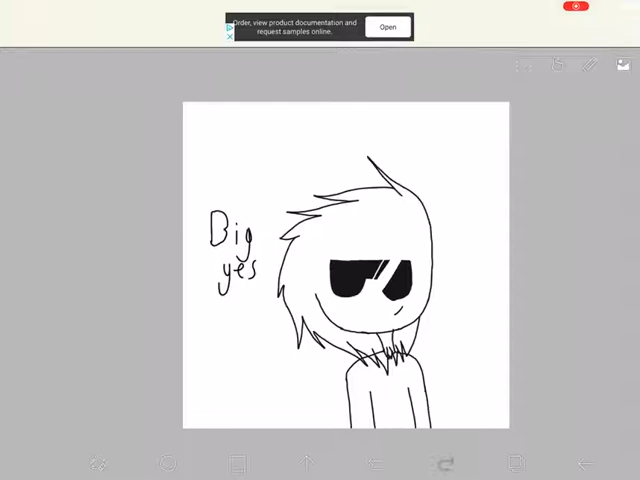 Order, view product documentation and
request samples online.
Open
Big
yes